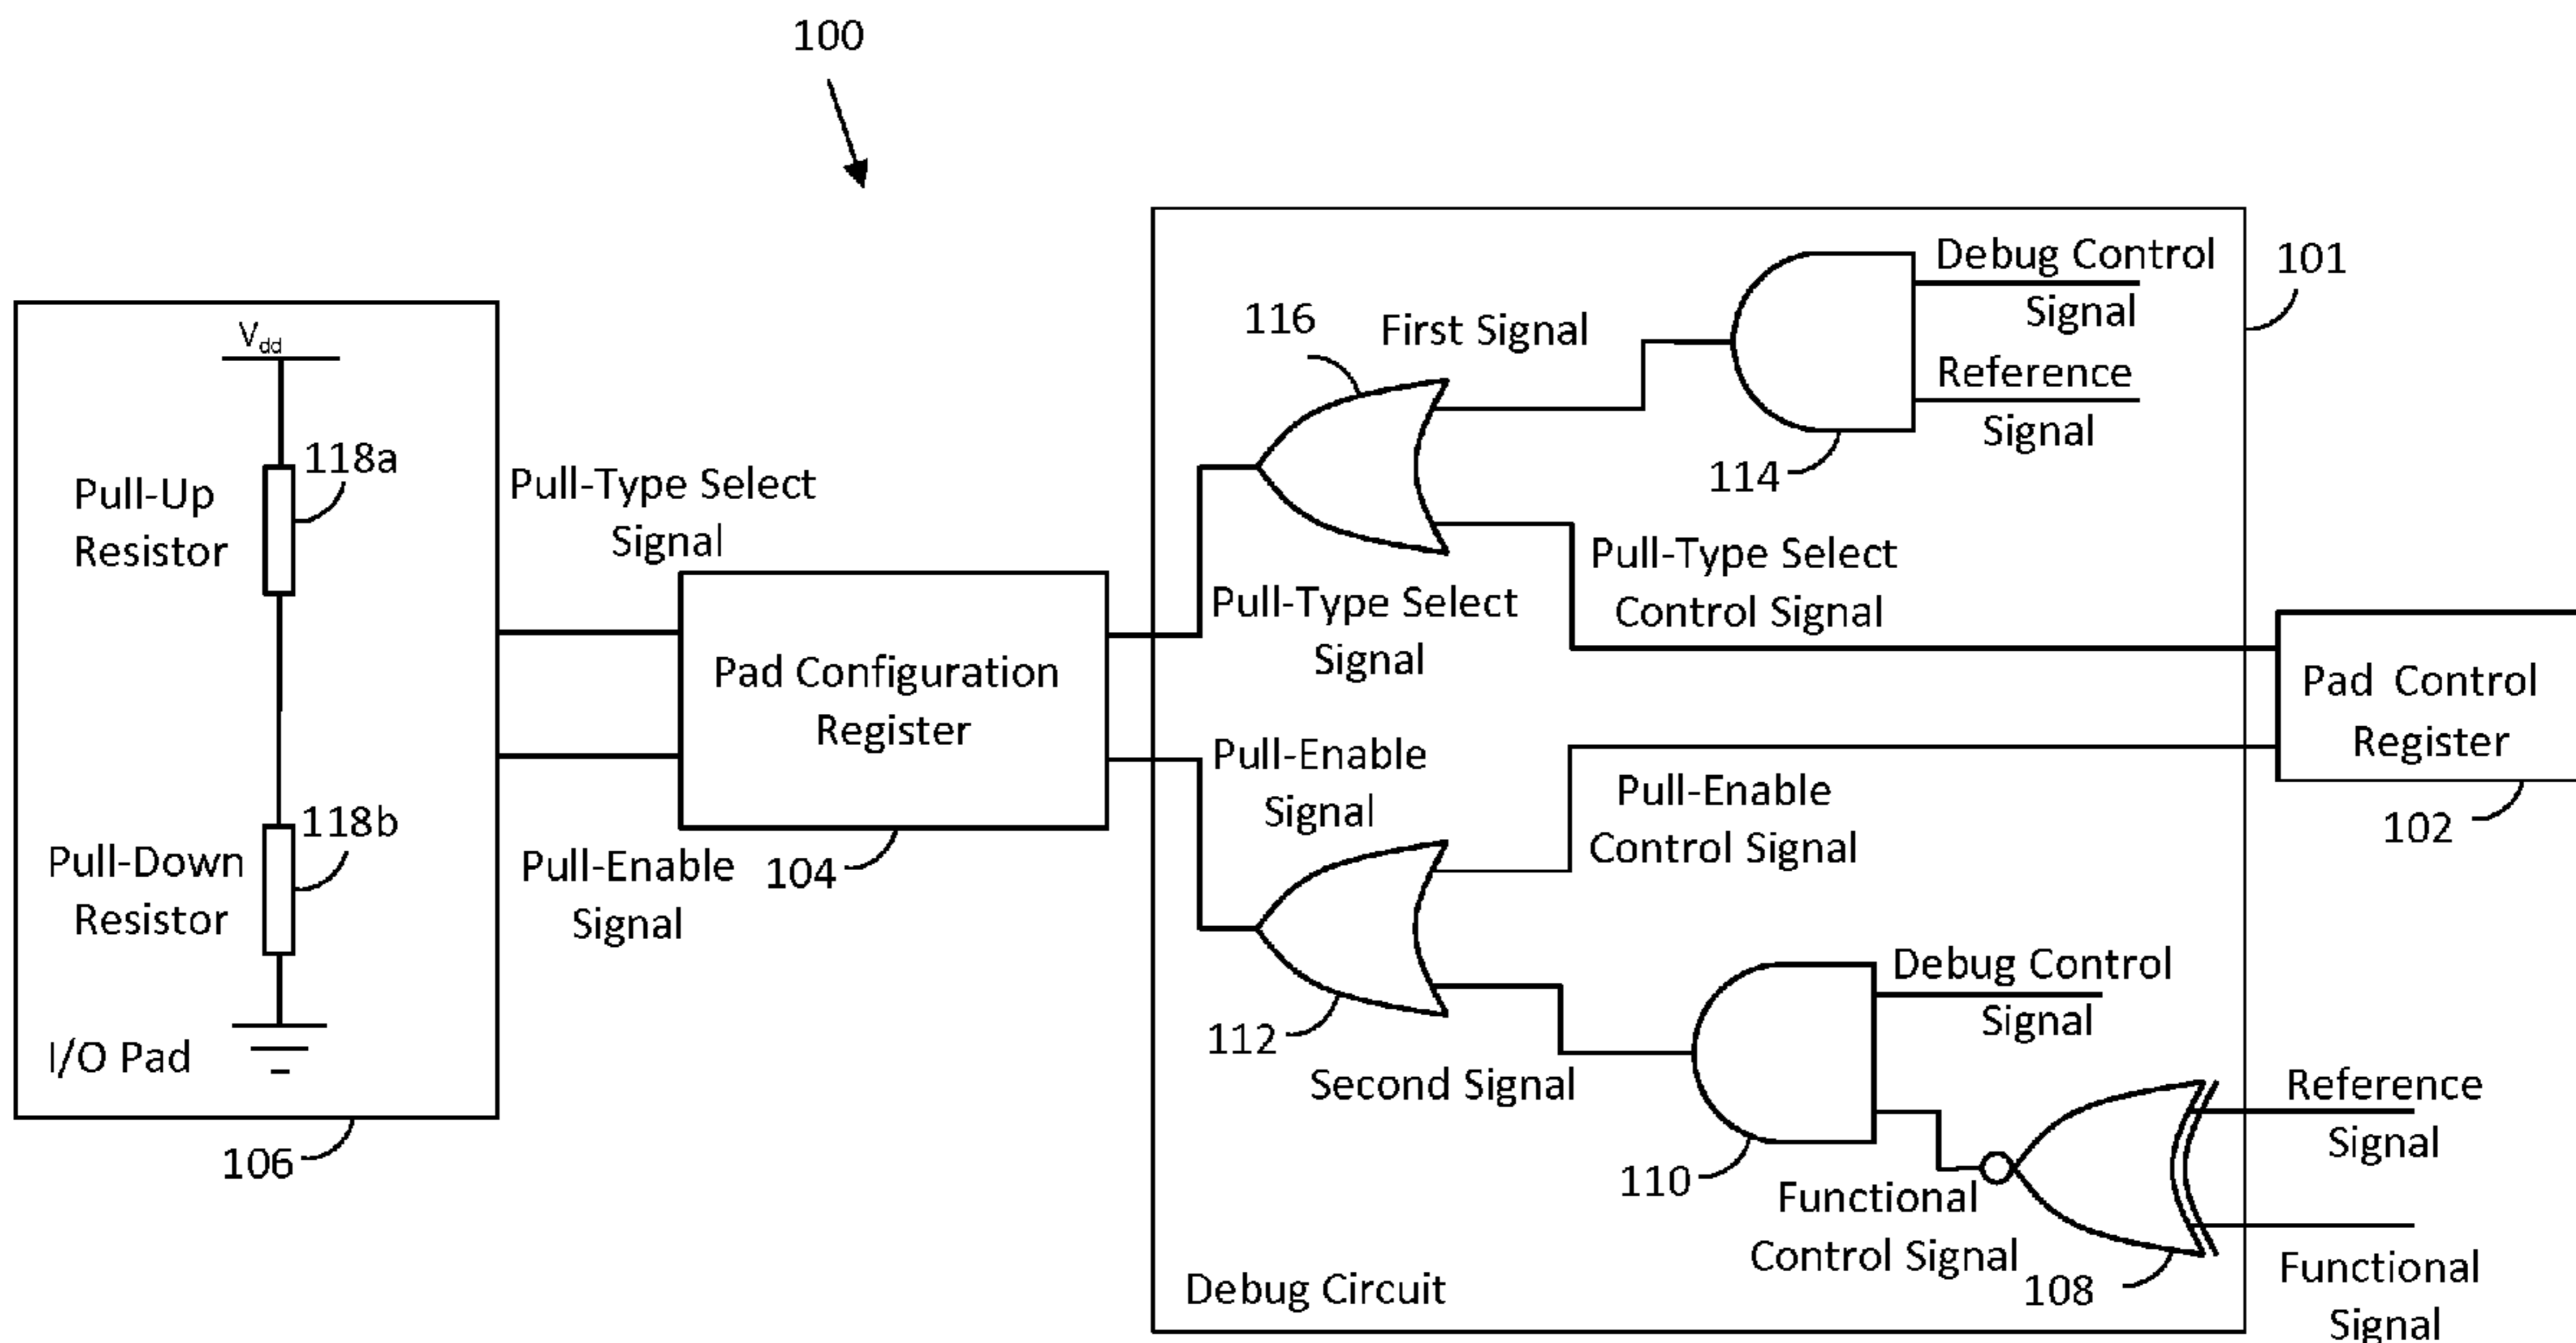 100
101
Debug Control
Signal
Reference
Signal
114
116
First Signal
Pull-Type Select
Control Signal
Pull-Type Select
Signal
Pad Control
Register
102
Pull-Enable
Signal
Pull-Enable
Control Signal
112
Second Signal
Debug Control
Signal
110
Functional
Control Signal
108
Reference
Signal
Functional
Signal
Debug Circuit
Pull-Type Select
Signal
Pad Configuration
Register
104
Pull-Enable
Signal
Vdd
118a
Pull-Up
Resistor
118b
Pull-Down
Resistor
I/O Pad
106